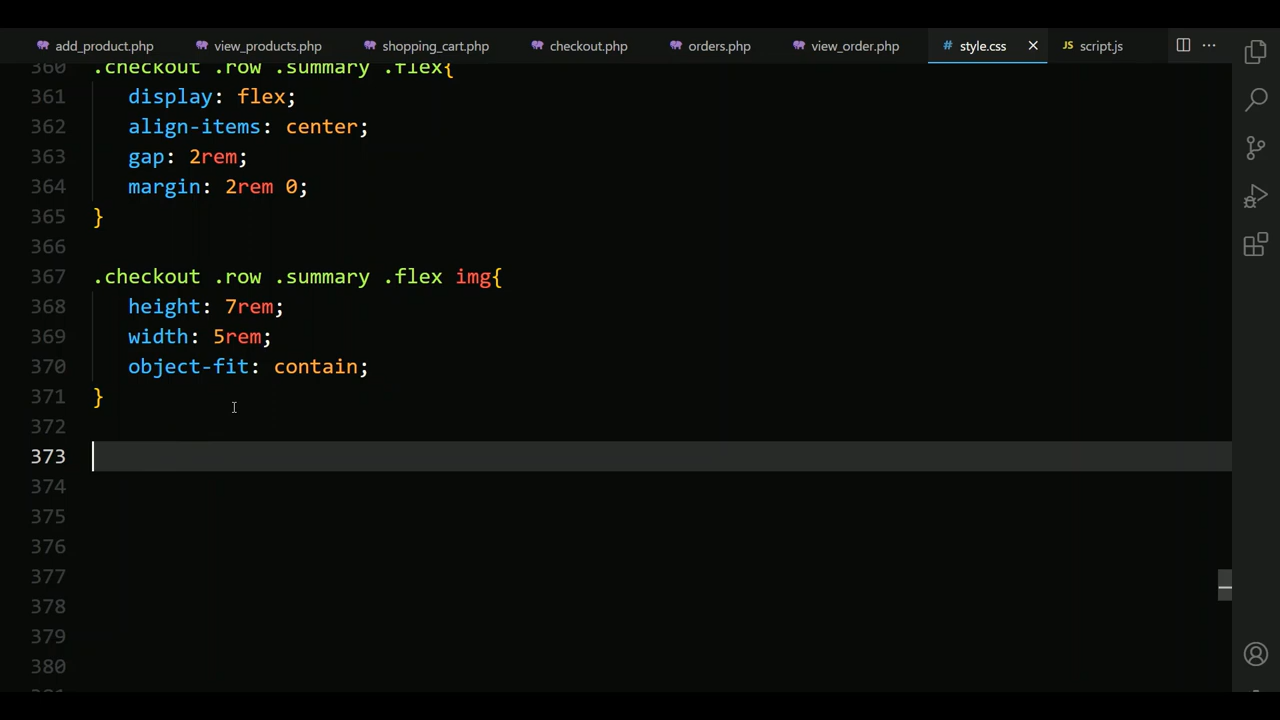 add_product.php view_products.php shopping_cart.php checkout.php orders.php view_order.php # style.css JS script.js
360 .checkout .row .summary .flex{
361 display: flex;
362 align-items: center;
363 gap: 2rem;
364 margin: 2rem 0;
365 }
366
367 .checkout .row .summary .flex img{
368 height: 7rem;
369 width: 5rem;
370 object-fit: contain;
371 }
372
373
374
375
376
377
378
379
380